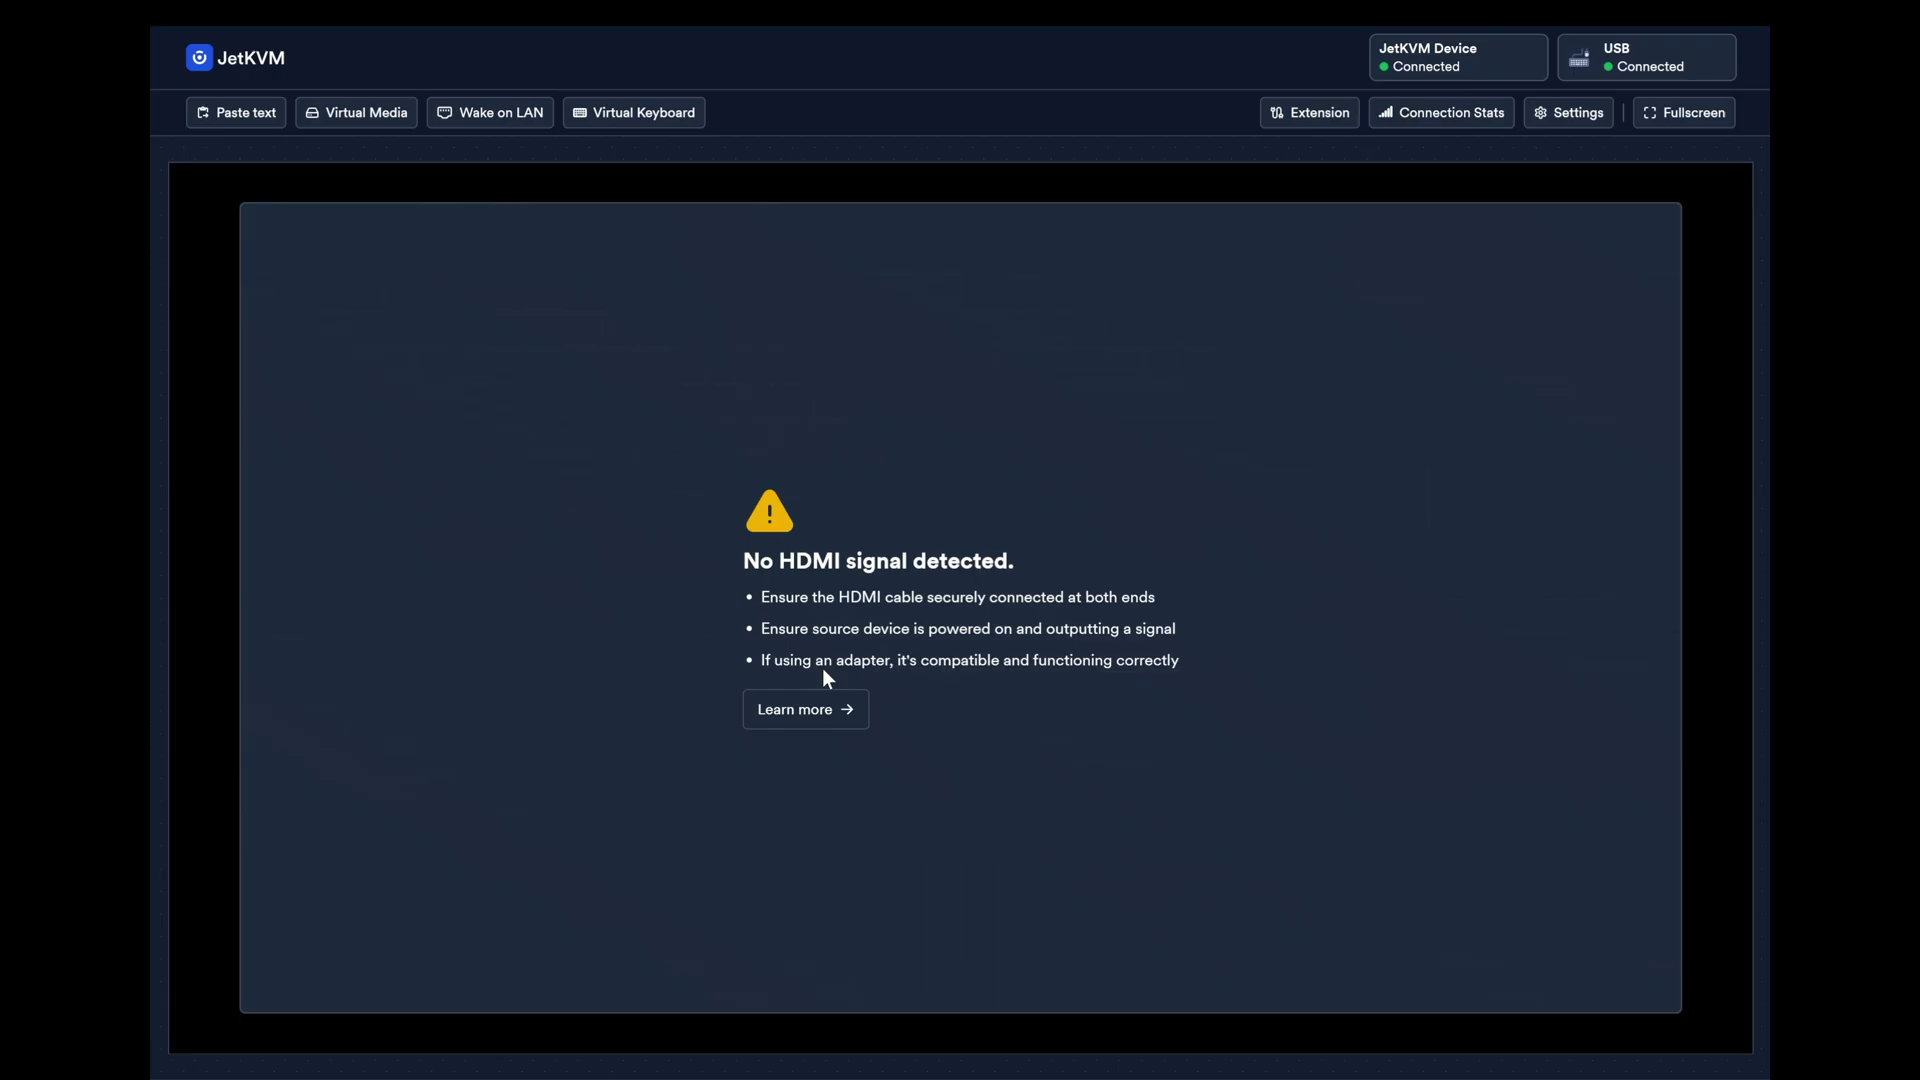 JetKVM
JetKVM Device
Connected
USB
Connected
Paste text
Virtual Media
Wake on LAN
Virtual Keyboard
Extension
Connection Stats
Settings
Fullscreen
No HDMI signal detected.
• Ensure the HDMI cable securely connected at both ends
• Ensure source device is powered on and outputting a signal
• If using an adapter, it's compatible and functioning correctly
Learn more →